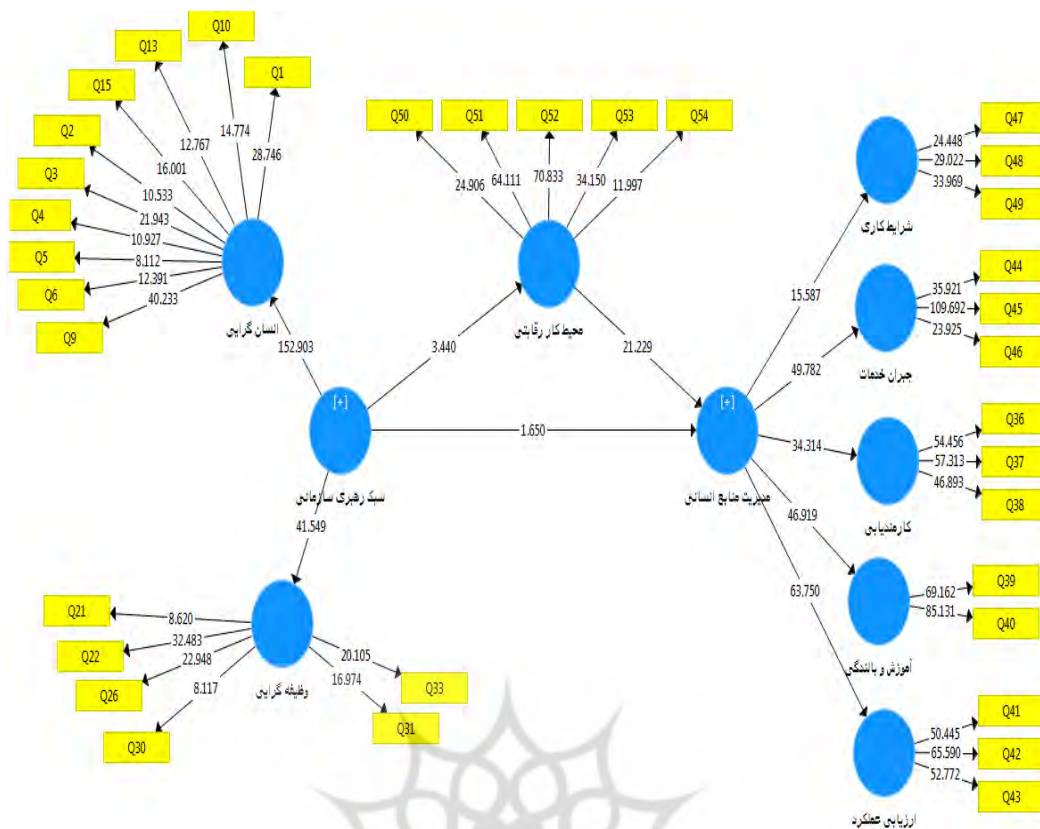 Q10
Q13
Q1
Q15
Q2
Q3
Q4
Q5
Q6
Q9
14.774
12.767
28.746
16.001
10.533
21.943
10.927
8.112
12.391
40.233
انسان گرایی
152.903
Q50
Q51
Q52
Q53
Q54
24.906
64.111
70.833
34.150
11.997
محیط کار رقابتی
3.440
21.229
[+]
سبک رهبری سازمانی
1.650
[+]
مدیریت منابع انسانی
41.549
Q21
Q22
Q26
Q30
Q31
Q33
8.620
32.483
22.948
8.117
16.974
20.105
وظیفه گرایی
15.587
49.782
34.314
46.919
63.750
Q47
Q48
Q49
24.448
29.022
33.969
شرایط کاری
Q44
Q45
Q46
35.921
109.692
23.925
جبران خدمات
Q36
Q37
Q38
54.456
57.313
46.893
کارمندیابی
Q39
Q40
69.162
85.131
آموزش و بالندگی
Q41
Q42
Q43
50.445
65.590
52.772
ارزیابی عملکرد